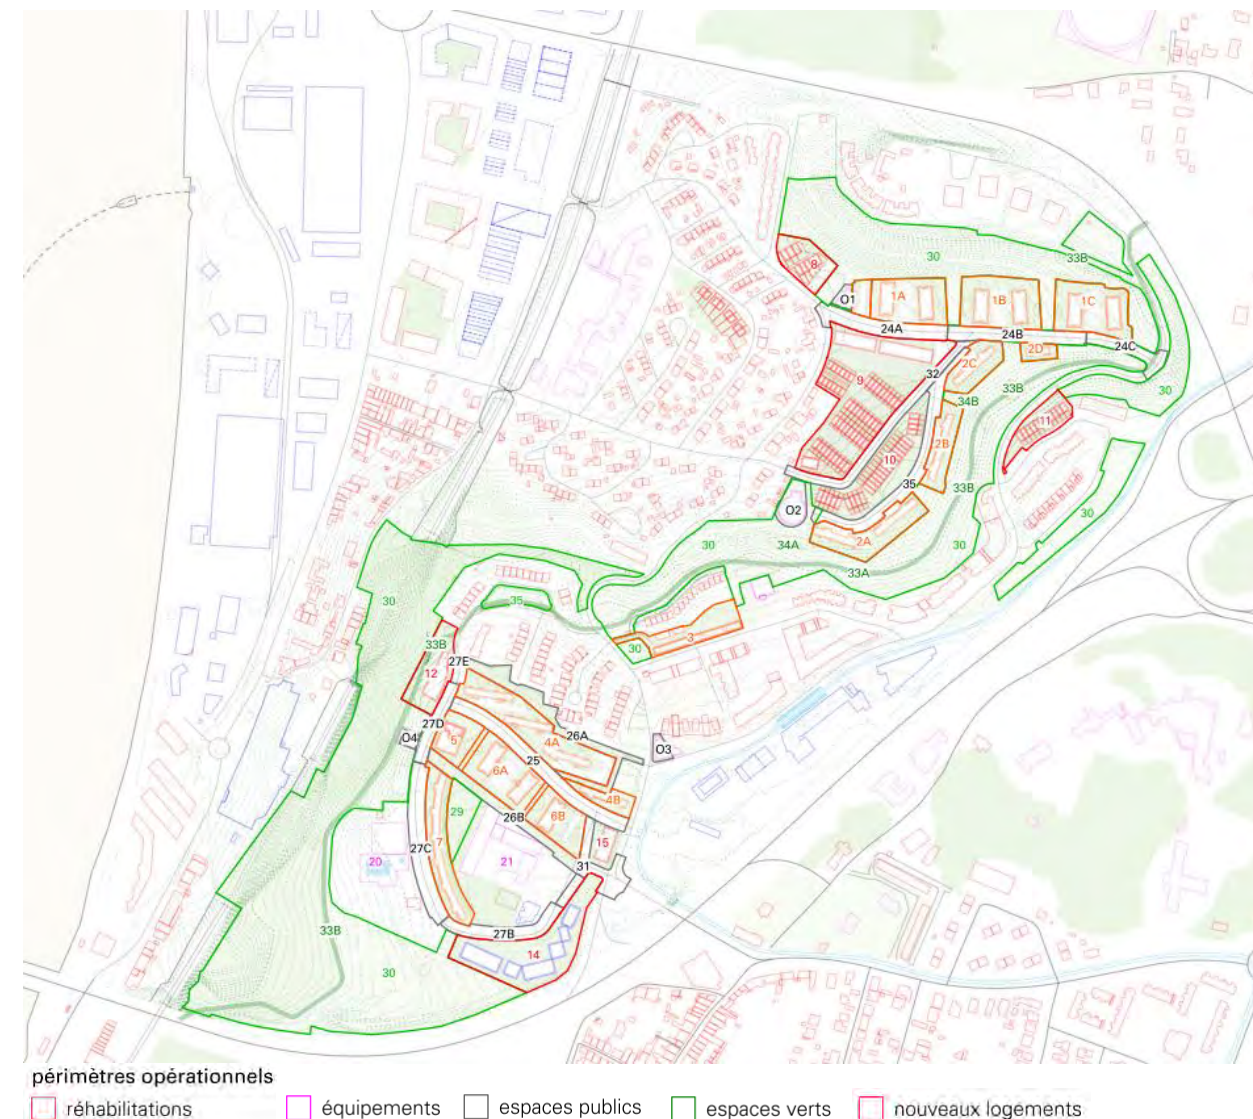 30
33B
8
O1
1A
1B
1C
24A
24B
24C
2D
32
2C
9
33B
30
34B
11
2B
10
35
33B
O2
30
30
34A
2A
30
33A
30
35
33B
3
30
27E
12
27D
O4
26A
O3
5
4A
25
6A
4B
29
26B
6B
27C
7
15
20
21
31
33B
27B
14
30
périmètres opérationnels
réhabilitations équipements espaces publics espaces verts nouveaux logements